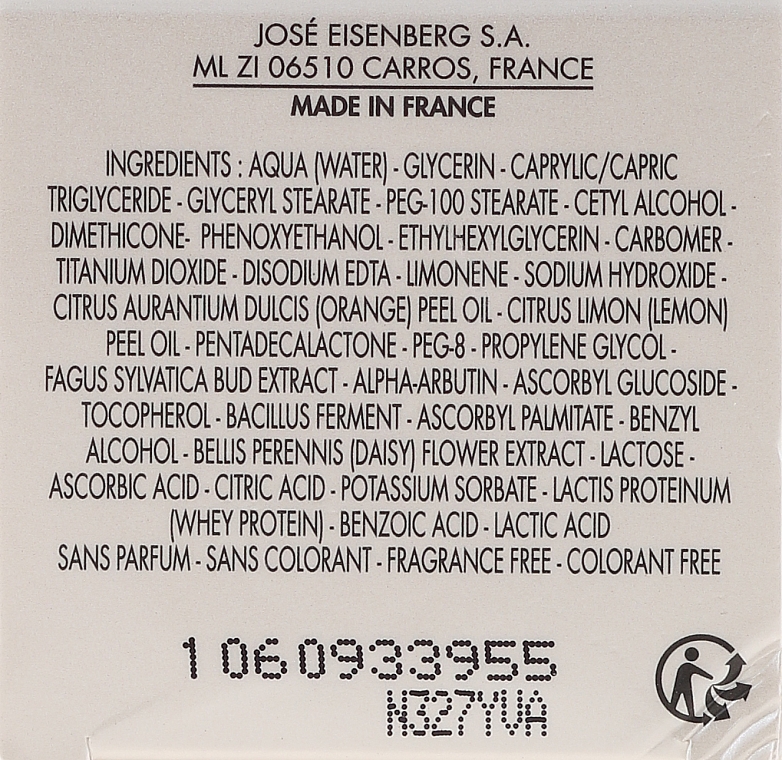 JOSÉ EISENBERG S.A.
ML ZI 06510 CARROS, FRANCE
MADE IN FRANCE
INGREDIENTS : AQUA (WATER) - GLYCERIN - CAPRYLIC/CAPRIC
TRIGLYCERIDE - GLYCERYL STEARATE - PEG-100 STEARATE - CETYL ALCOHOL -
DIMETHICONE- PHENOXYETHANOL - ETHYLHEXYLGLYCERIN - CARBOMER -
TITANIUM DIOXIDE - DISODIUM EDTA - LIMONENE - SODIUM HYDROXIDE -
CITRUS AURANTIUM DULCIS (ORANGE) PEEL OIL - CITRUS LIMON (LEMON)
PEEL OIL - PENTADECALACTONE - PEG-8 - PROPYLENE GLYCOL -
FAGUS SYLVATICA BUD EXTRACT - ALPHA-ARBUTIN - ASCORBYL GLUCOSIDE -
TOCOPHEROL - BACILLUS FERMENT - ASCORBYL PALMITATE - BENZYL
ALCOHOL - BELLIS PERENNIS (DAISY) FLOWER EXTRACT - LACTOSE -
ASCORBIC ACID - CITRIC ACID - POTASSIUM SORBATE - LACTIS PROTEINUM
(WHEY PROTEIN) - BENZOIC ACID - LACTIC ACID
SANS PARFUM - SANS COLORANT - FRAGRANCE FREE - COLORANT FREE
1060933955
N327YVA